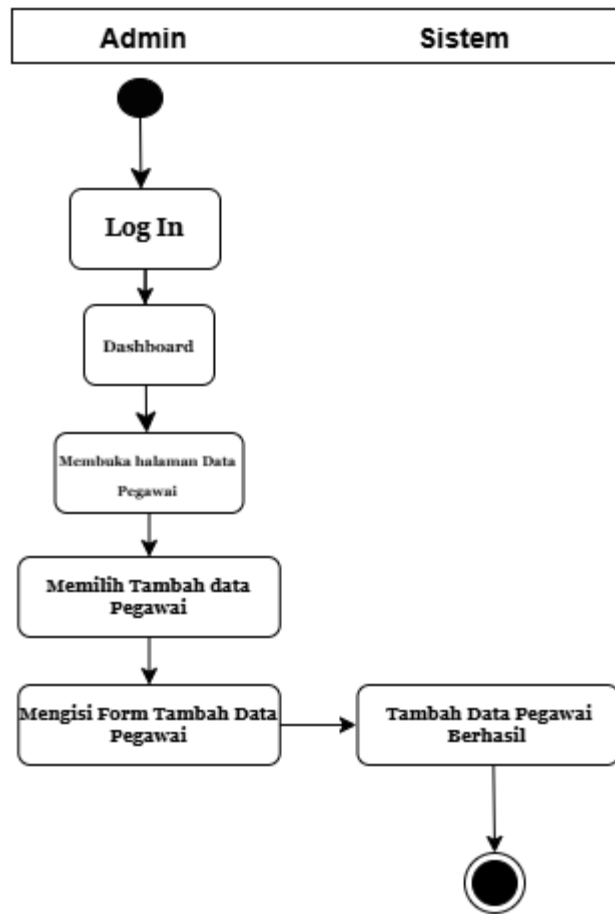 Admin
Sistem
Log In
Dashboard
Membuka halaman Data
Pegawai
Memilih Tambah data
Pegawai
Mengisi Form Tambah Data
Pegawai
Tambah Data Pegawai
Berhasil